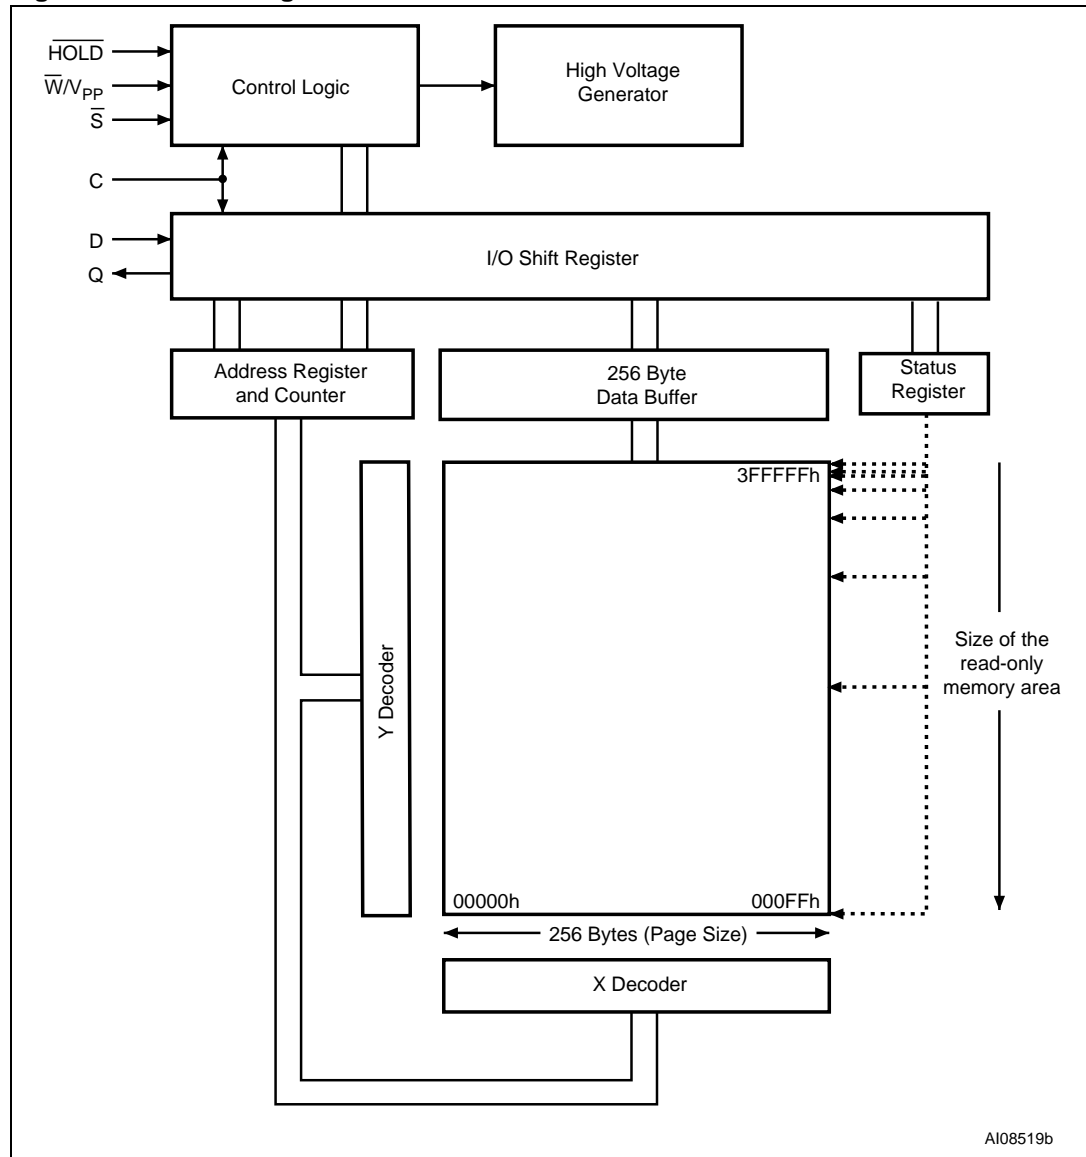 HOLD
W/VPP
S
C
D
Q
Control Logic
High Voltage
Generator
I/O Shift Register
Address Register
and Counter
256 Byte
Data Buffer
Status
Register
3FFFFFh
Y Decoder
Size of the
read-only
memory area
00000h
000FFh
256 Bytes (Page Size)
X Decoder
AI08519b